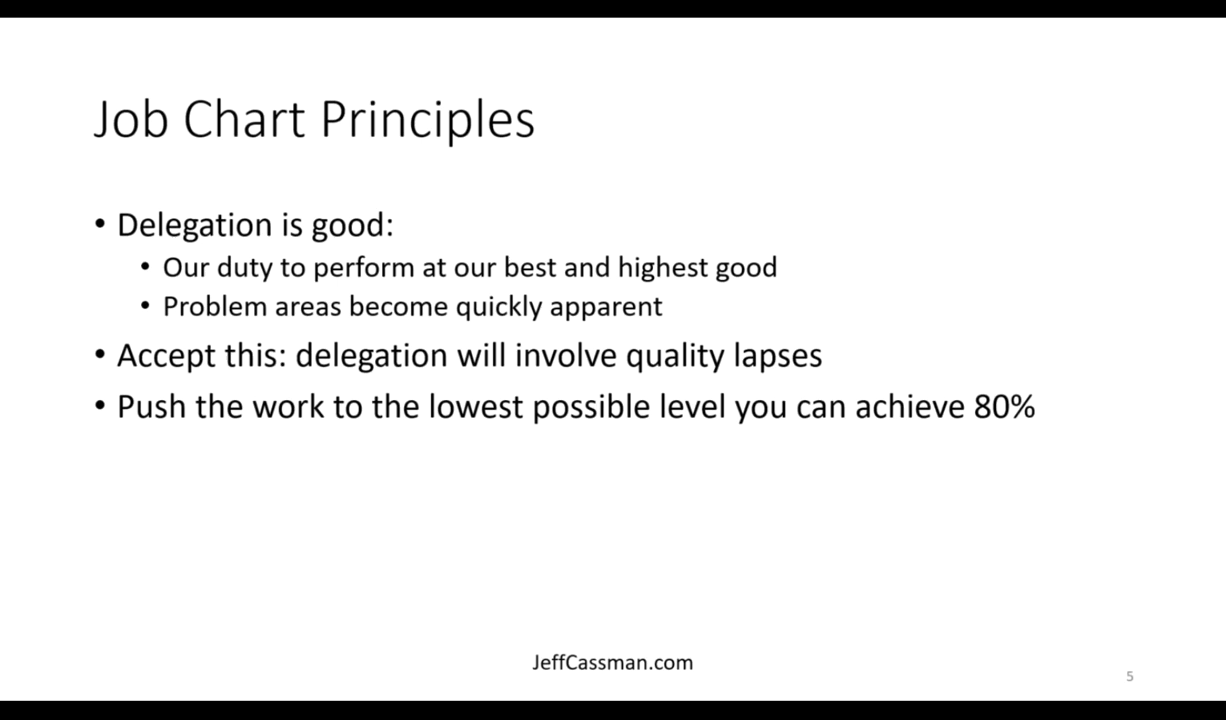 Job Chart Principles
• Delegation is good:
• Our duty to perform at our best and highest good
• Problem areas become quickly apparent
• Accept this: delegation will involve quality lapses
• Push the work to the lowest possible level you can achieve 80%
JeffCassman.com
5